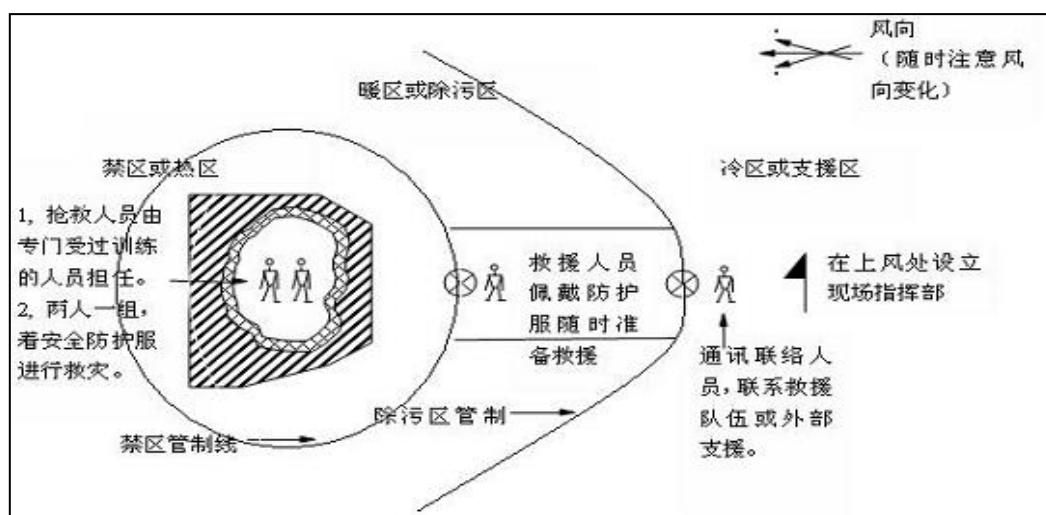 风向
（随时注意风
向变化）
暖区或除污区
禁区或热区
冷区或支援区
1, 抢救人员由
专门受过训练
的人员担任。
2, 两人一组,
着安全防护服
进行救灾。
救援人员
佩戴防护
服随时准
备救援
在上风处设立
现场指挥部
通讯联络人
员,联系救援
队伍或外部
支援。
除污区管制
禁区管制线